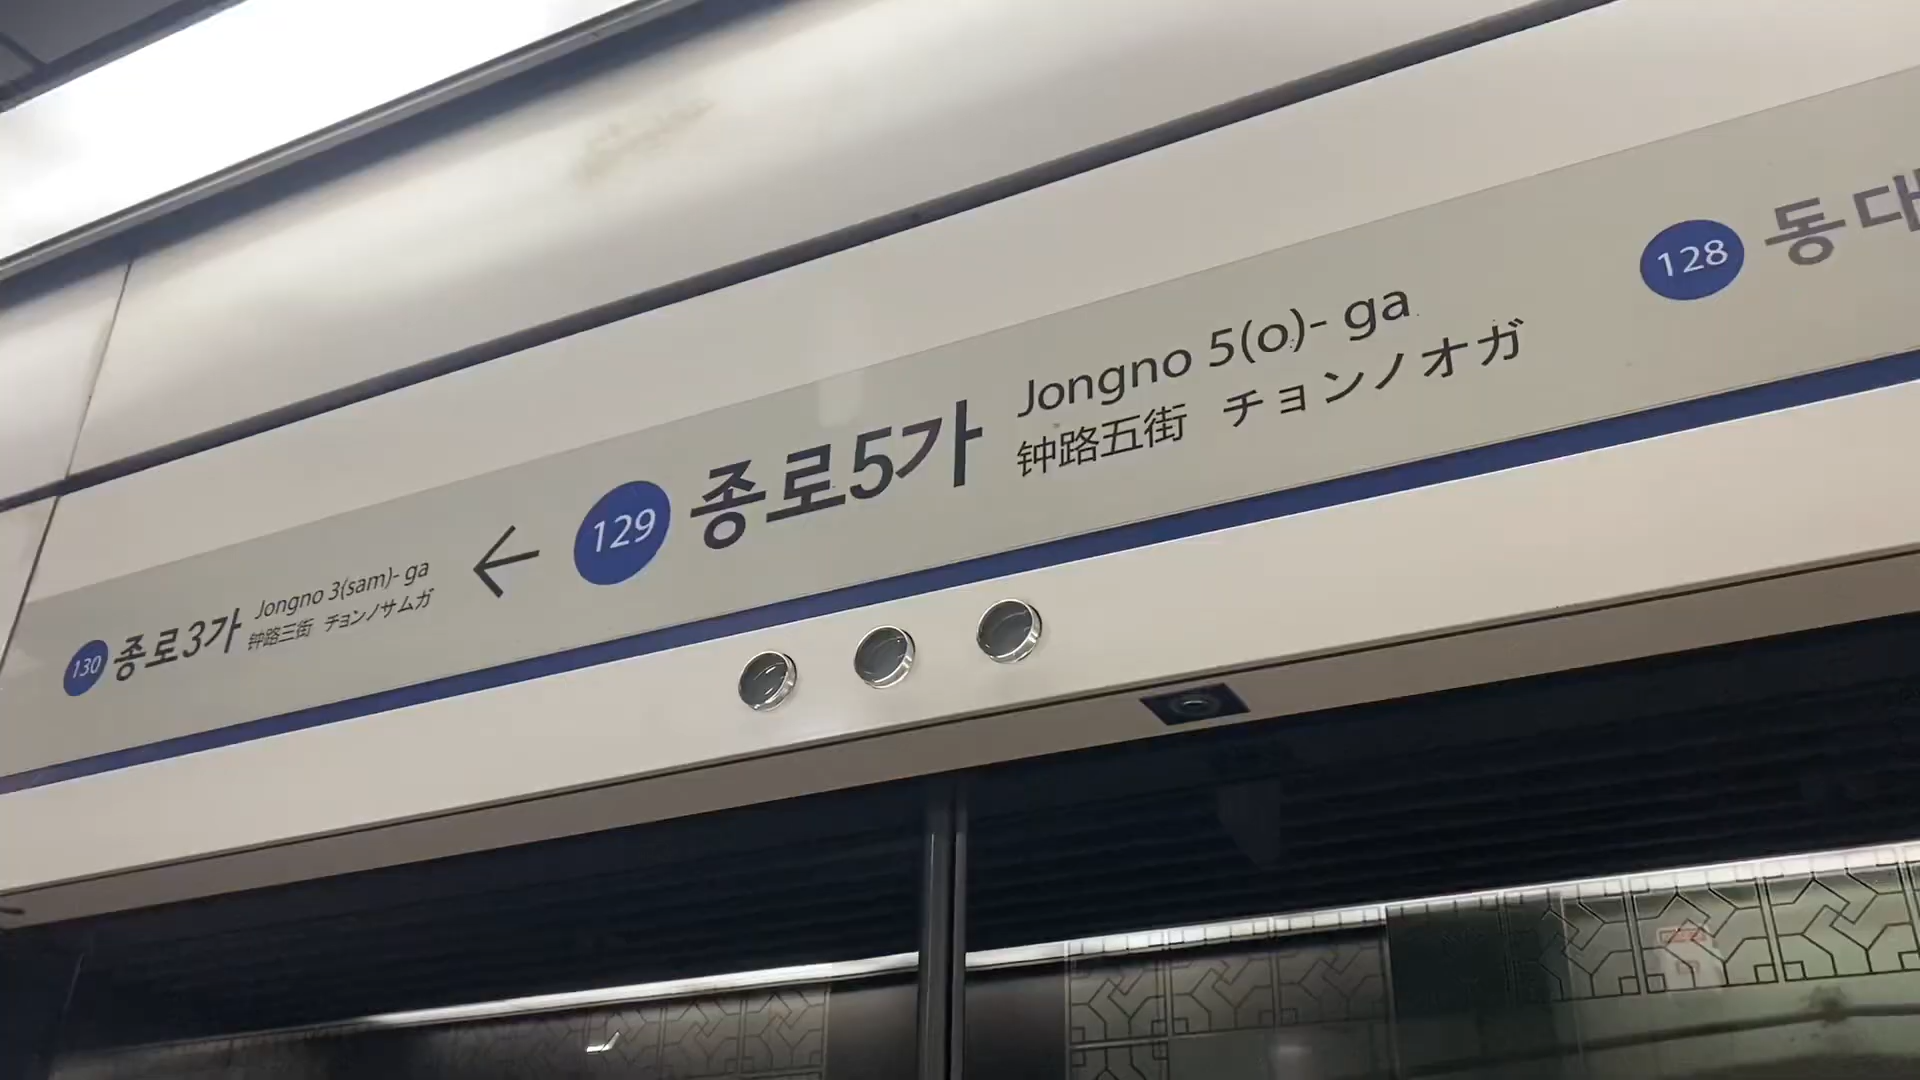 130 종로3가 Jongno 3(sam)- ga
钟路三街 チョンノサムガ
←
129 종로5가 Jongno 5(o)- ga
钟路五街 チョンノオガ
128 동대